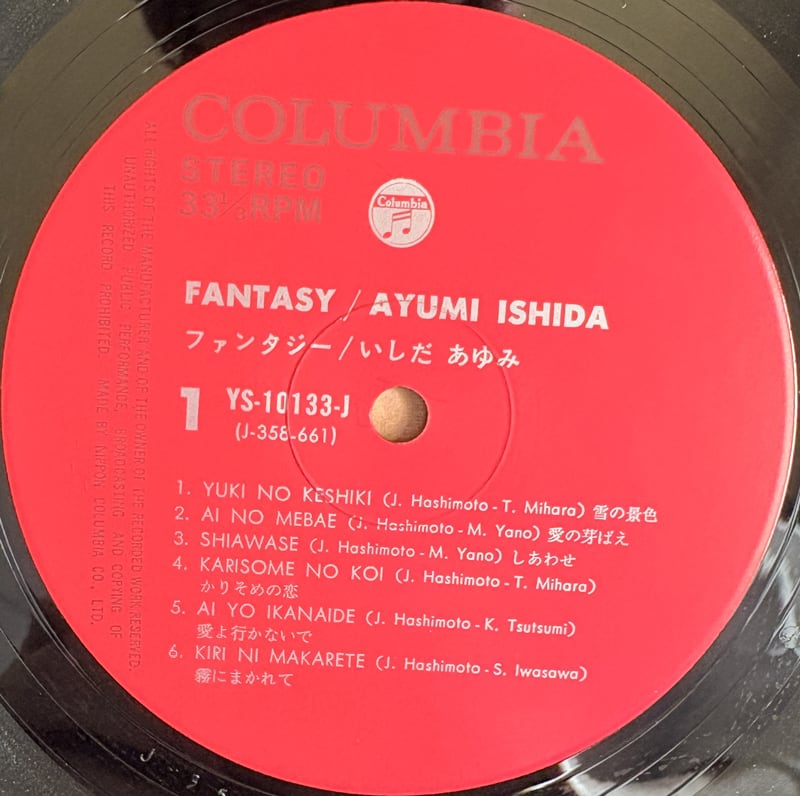 COLUMBIA
STEREO
33⅓RPM
Columbia
FANTASY / AYUMI ISHIDA
ファンタジー / いしだ あゆみ
1
YS-10133-J
(J-358-661)
1. YUKI NO KESHIKI (J. Hashimoto - T. Mihara) 雪の景色
2. AI NO MEBAE (J. Hashimoto - M. Yano) 愛の芽ばえ
3. SHIAWASE (J. Hashimoto - M. Yano) しあわせ
4. KARISOME NO KOI (J. Hashimoto - T. Mihara)
かりそめの恋
5. AI YO IKANAIDE (J. Hashimoto - K. Tsutsumi)
愛よ行かないで
6. KIRI NI MAKARETE (J. Hashimoto - S. Iwasawa)
霧にまかれて
ALL RIGHTS OF THE MANUFACTURER AND OF THE OWNER OF THE RECORDED WORK RESERVED.
UNAUTHORIZED PUBLIC PERFORMANCE, BROADCASTING AND COPYING OF
THIS RECORD PROHIBITED. MADE BY NIPPON COLUMBIA CO., LTD.